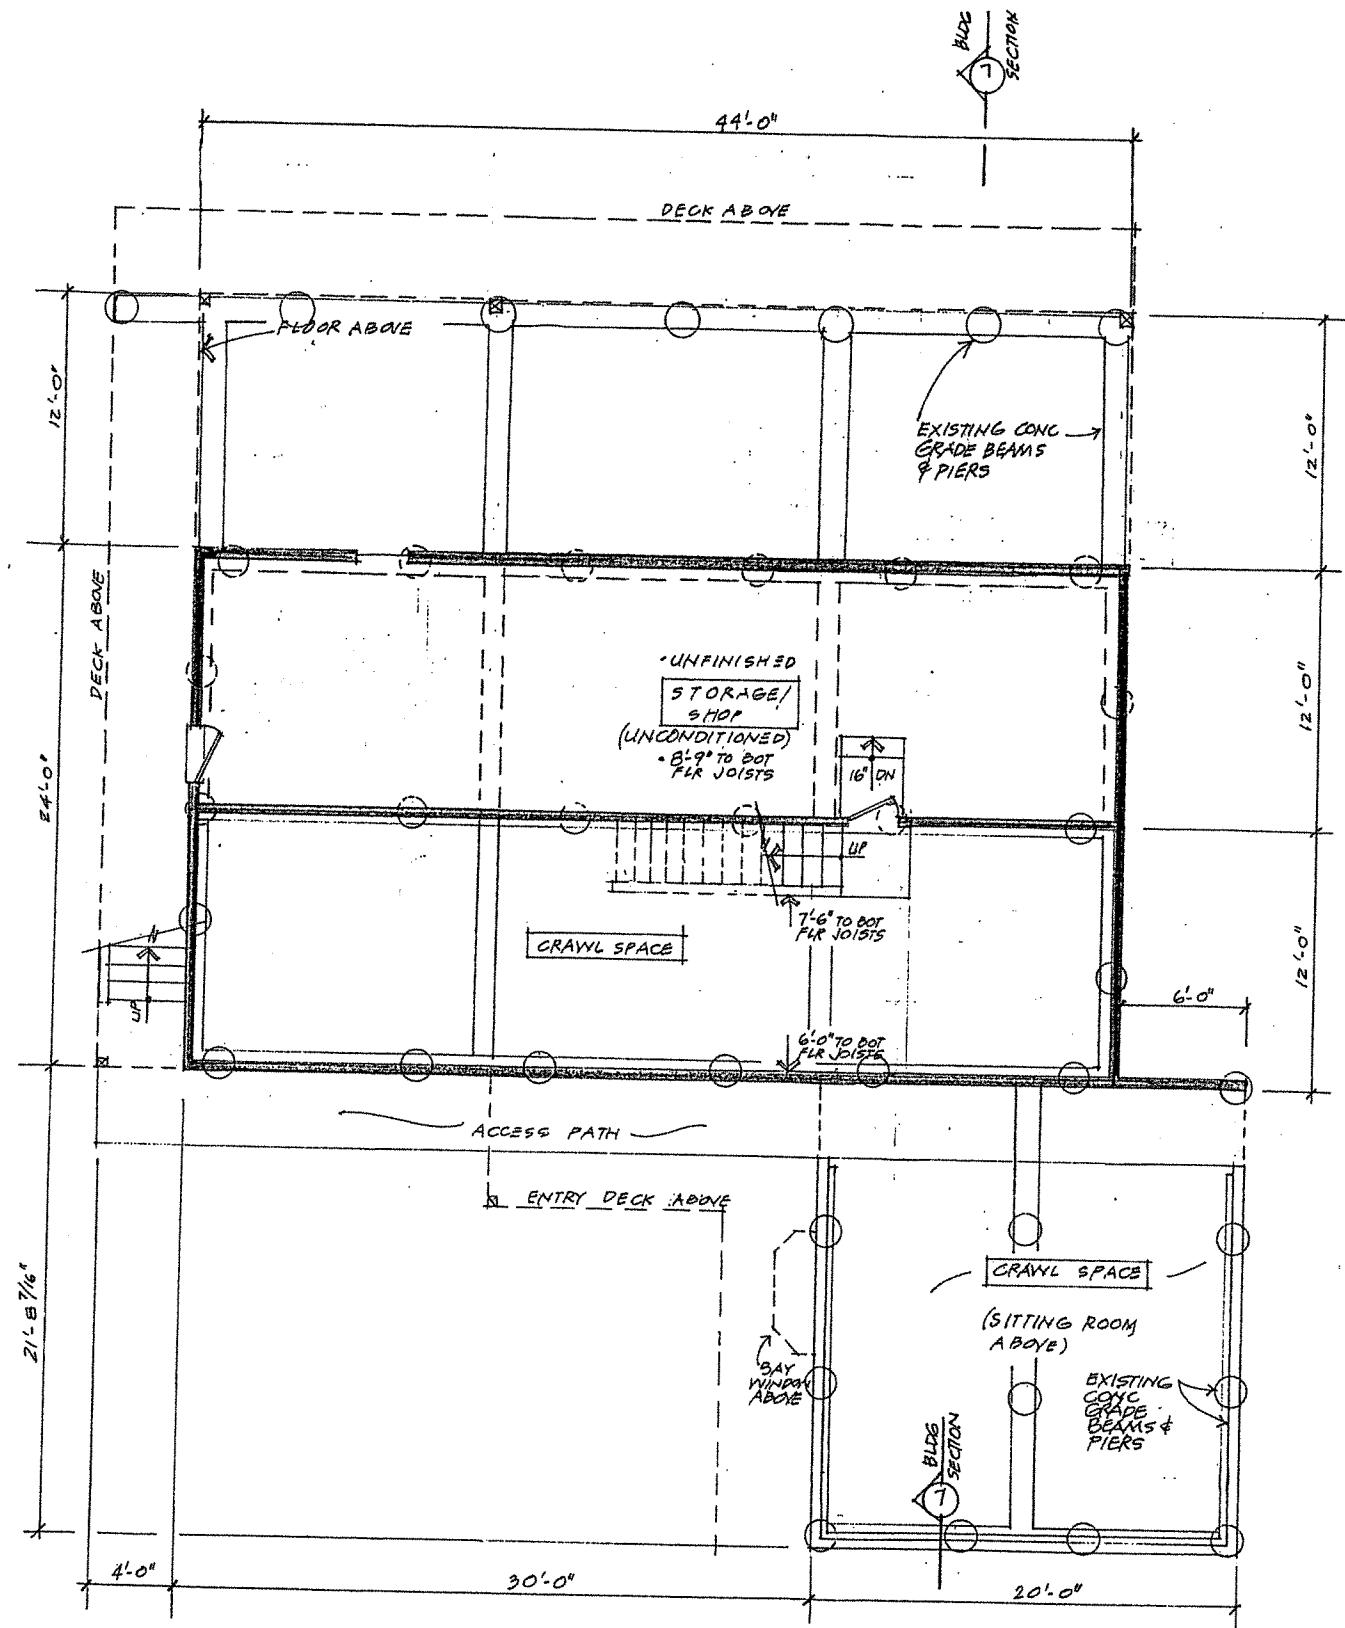 BLDG
7
SECTION
44'-0"
DECK ABOVE
FLOOR ABOVE
12'-0"
EXISTING CONC
GRADE BEAMS
& PIERS
12'-0"
DECK ABOVE
• UNFINISHED
STORAGE/
SHOP
(UNCONDITIONED)
• 8'-9" TO BOT
FLR JOISTS
16" DN
12'-0"
24'-0"
UP
7'-6" TO BOT
FLR JOISTS
CRAWL SPACE
12'-0"
6'-0"
UP
6'-0" TO BOT
FLR JOISTS
ACCESS PATH
ENTRY DECK ABOVE
CRAWL SPACE
(SITTING ROOM
ABOVE)
21'-8 7/16"
BAY
WINDOW
ABOVE
EXISTING
CONC
GRADE
BEAMS &
PIERS
BLDG
SECTION
7
4'-0"
30'-0"
20'-0"